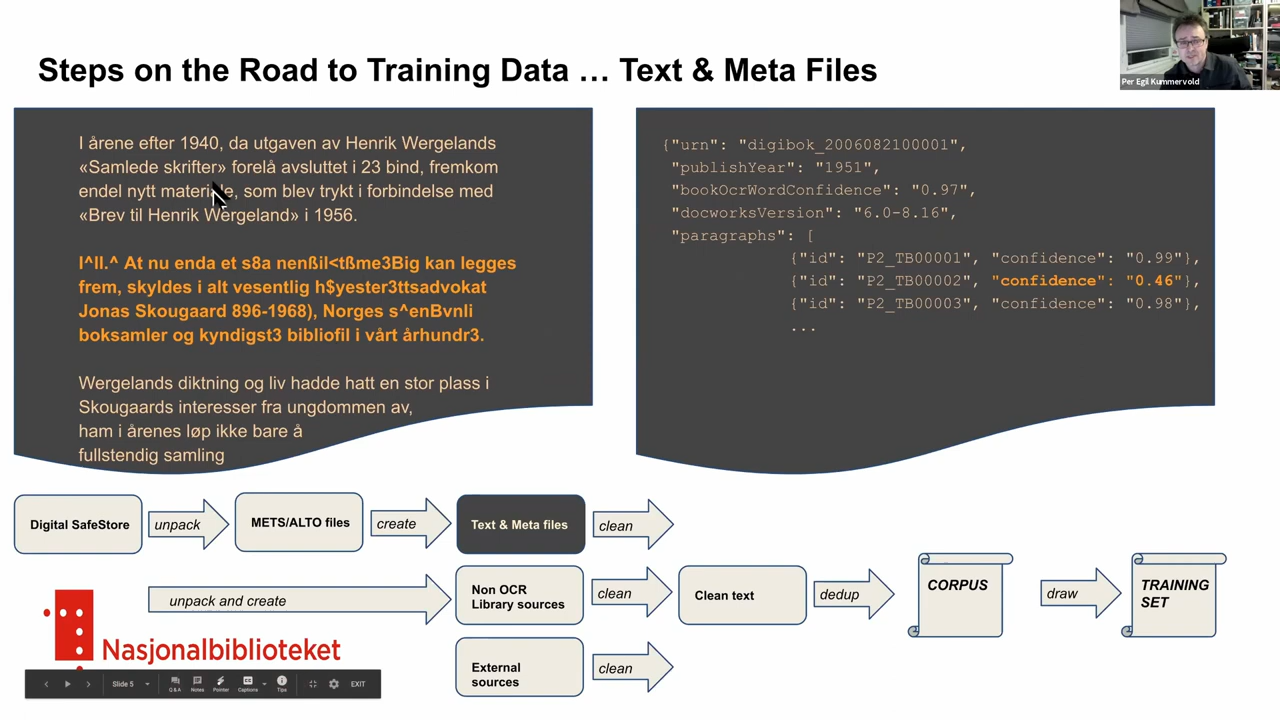 Steps on the Road to Training Data … Text & Meta Files
Per Egil Kummervold
I årene efter 1940, da utgaven av Henrik Wergelands
«Samlede skrifter» forelå avsluttet i 23 bind, fremkom
endel nytt materiale, som blev trykt i forbindelse med
«Brev til Henrik Wergeland» i 1956.
I^II.^ At nu enda et s8a nenßil<tßme3Big kan legges
frem, skyldes i alt vesentlig h$yester3ttsadvokat
Jonas Skougaard 896-1968), Norges s^enBvnli
boksamler og kyndigst3 bibliofil i vårt århundr3.
Wergelands diktning og liv hadde hatt en stor plass i
Skougaards interesser fra ungdommen av,
ham i årenes løp ikke bare å
fullstendig samling
{"urn": "digibok_2006082100001",
"publishYear": "1951",
"bookOcrWordConfidence": "0.97",
"docworksVersion": "6.0-8.16",
"paragraphs": [
{"id": "P2_TB00001", "confidence": "0.99"},
{"id": "P2_TB00002", "confidence": "0.46"},
{"id": "P2_TB00003", "confidence": "0.98"},
...
Digital SafeStore
unpack
METS/ALTO files
create
Text & Meta files
clean
unpack and create
Non OCR
Library sources
clean
Clean text
dedup
CORPUS
draw
TRAINING
SET
External
sources
clean
Nasjonalbiblioteket
Slide 5
Q & A
Notes
Pointer
Captions
Tips
EXIT